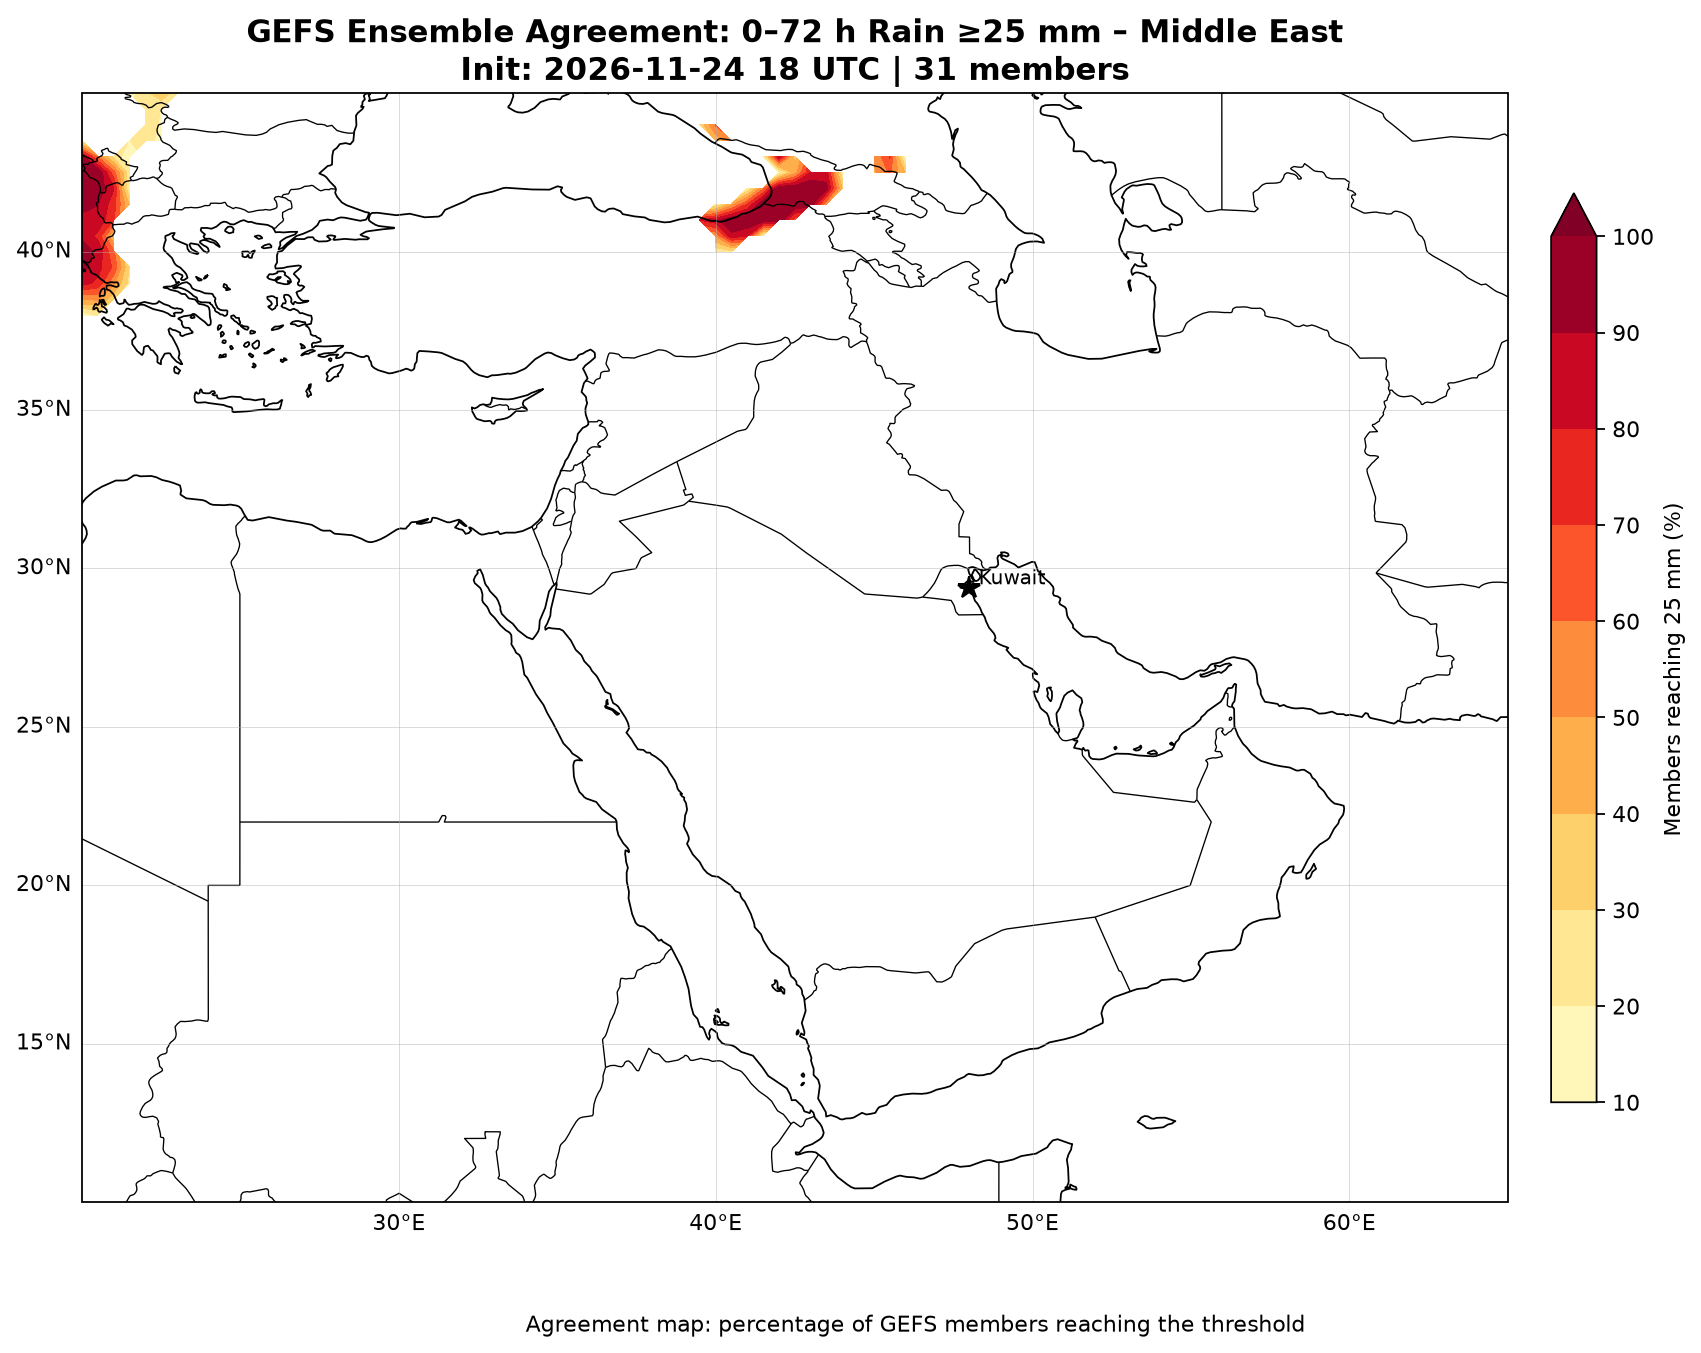 GEFS Ensemble Agreement: 0–72 h Rain ≥25 mm – Middle East
Init: 2026-11-24 18 UTC | 31 members
40°N
35°N
30°N
25°N
20°N
15°N
30°E
40°E
50°E
60°E
Kuwait
100
90
80
70
60
50
40
30
20
10
Members reaching 25 mm (%)
Agreement map: percentage of GEFS members reaching the threshold